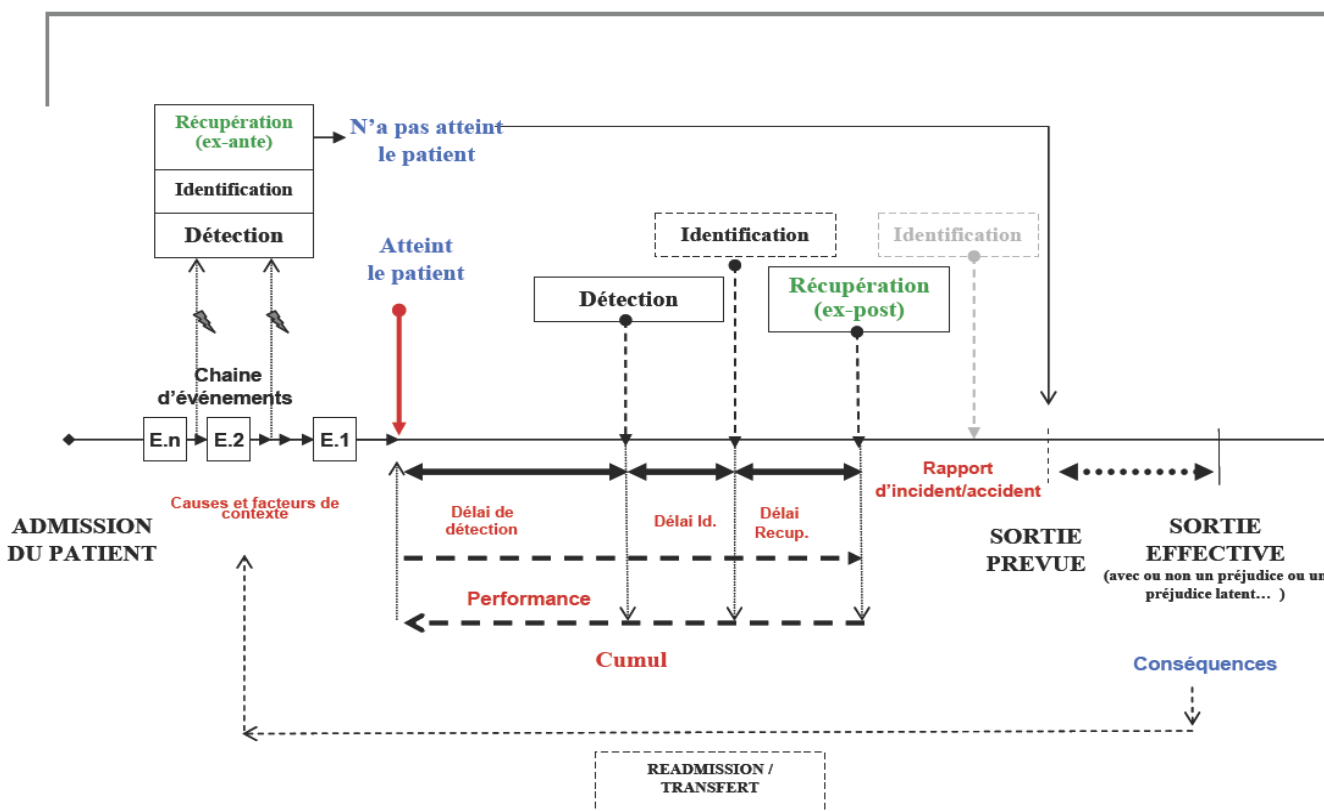 Récupération
(ex-ante)
Identification
Détection
N'a pas atteint
le patient
Atteint
le patient
Identification
Identification
Détection
Récupération
(ex-post)
Chaine
d'événements
E.n
E.2
E.1
Causes et facteurs de
contexte
ADMISSION
DU PATIENT
Délai de
détection
Délai Id.
Délai
Recup.
Rapport
d'incident/accident
SORTIE
PREVUE
SORTIE
EFFECTIVE
(avec ou non un préjudice ou un
préjudice latent… )
Performance
Cumul
Conséquences
READMISSION /
TRANSFERT